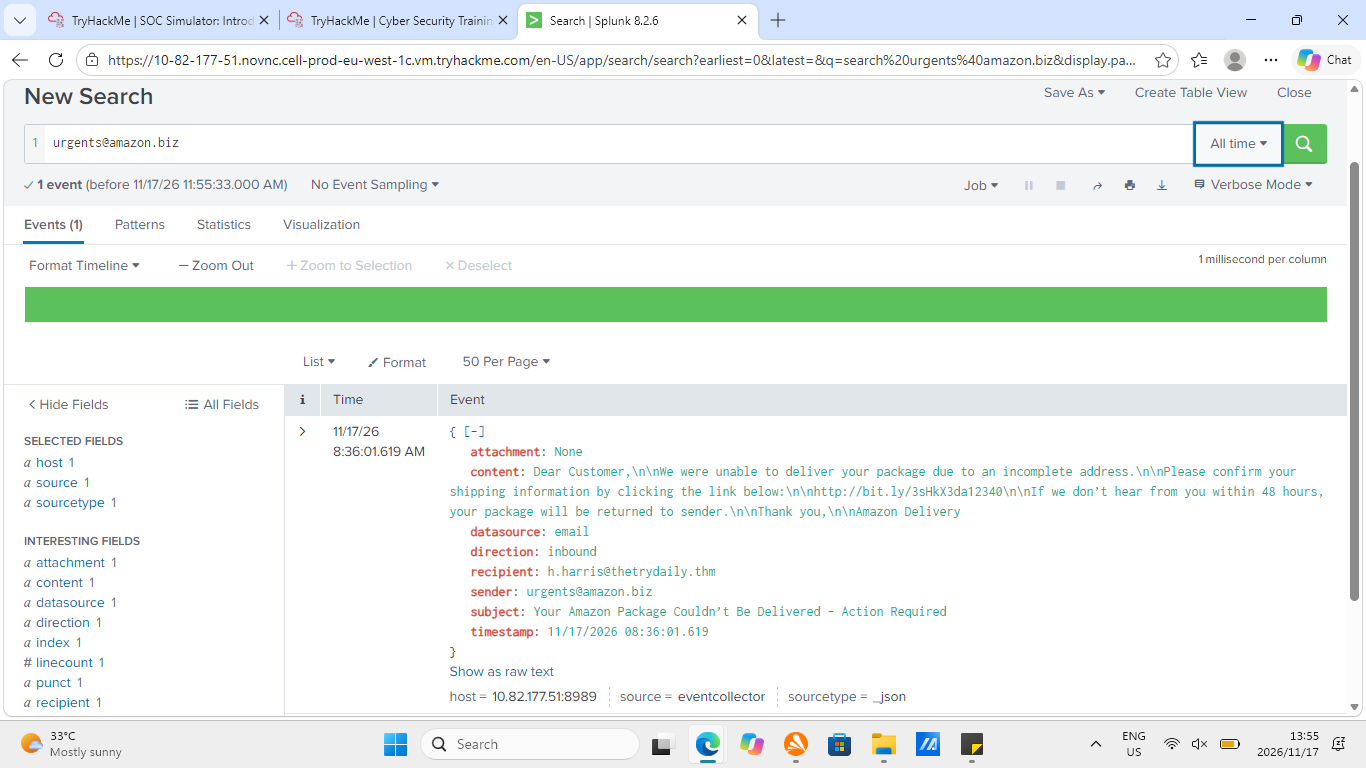 TryHackMe | SOC Simulator: Introd
TryHackMe | Cyber Security Trainin
Search | Splunk 8.2.6
https://10-82-177-51.novnc.cell-prod-eu-west-1c.vm.tryhackme.com/en-US/app/search/search?earliest=0&latest=&q=search%20urgents%40amazon.biz&display.pa...
Chat
New Search
Save As
Create Table View
Close
1 urgents@amazon.biz
All time
1 event (before 11/17/26 11:55:33.000 AM)
No Event Sampling
Job
Verbose Mode
Events (1)
Patterns
Statistics
Visualization
Format Timeline
— Zoom Out
+ Zoom to Selection
× Deselect
1 millisecond per column
List
Format
50 Per Page
< Hide Fields
All Fields
i
Time
Event
SELECTED FIELDS
a host 1
a source 1
a sourcetype 1
INTERESTING FIELDS
a attachment 1
a content 1
a datasource 1
a direction 1
a index 1
# linecount 1
a punct 1
a recipient 1
11/17/26
8:36:01.619 AM
{ [-]
attachment: None
content: Dear Customer,\n\nWe were unable to deliver your package due to an incomplete address.\n\nPlease confirm your
shipping information by clicking the link below:\n\nhttp://bit.ly/3sHkX3da12340\n\nIf we don’t hear from you within 48 hours,
your package will be returned to sender.\n\nThank you,\n\nAmazon Delivery
datasource: email
direction: inbound
recipient: h.harris@thetrydaily.thm
sender: urgents@amazon.biz
subject: Your Amazon Package Couldn’t Be Delivered – Action Required
timestamp: 11/17/2026 08:36:01.619
}
Show as raw text
host = 10.82.177.51:8989
source = eventcollector
sourcetype = _json
33°C
Mostly sunny
Search
ENG
US
13:55
2026/11/17